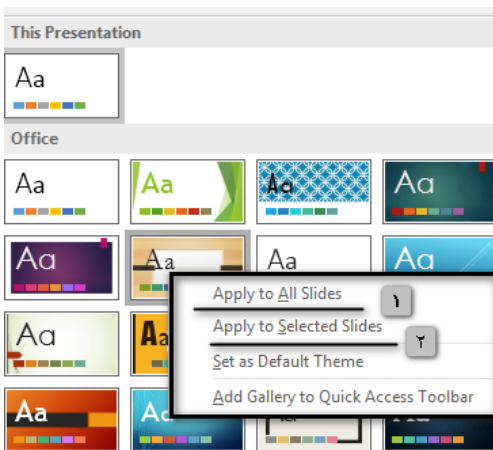 This Presentation
Aa
Office
Aa Aa Aa Aa
Aa Aa Aa Aa
Apply to All Slides ١
Apply to Selected Slides ٢
Aa
Set as Default Theme
Add Gallery to Quick Access Toolbar
Aa